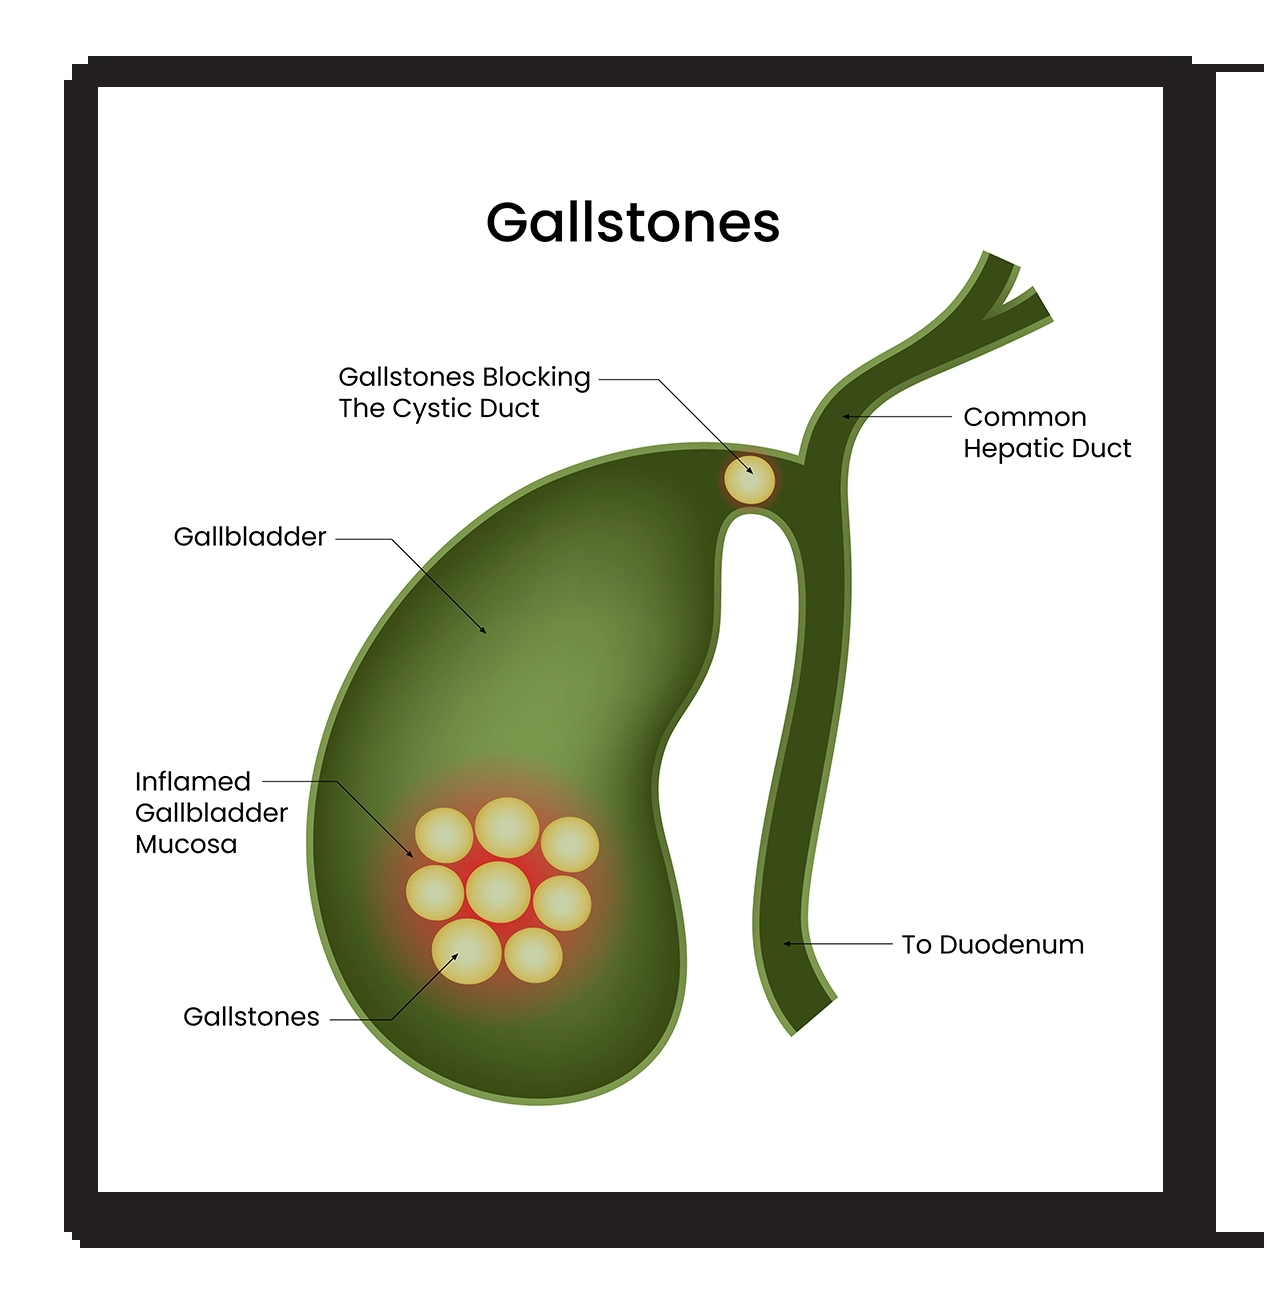 Gallstones
Gallstones Blocking
The Cystic Duct
Common
Hepatic Duct
Gallbladder
Inflamed
Gallbladder
Mucosa
To Duodenum
Gallstones